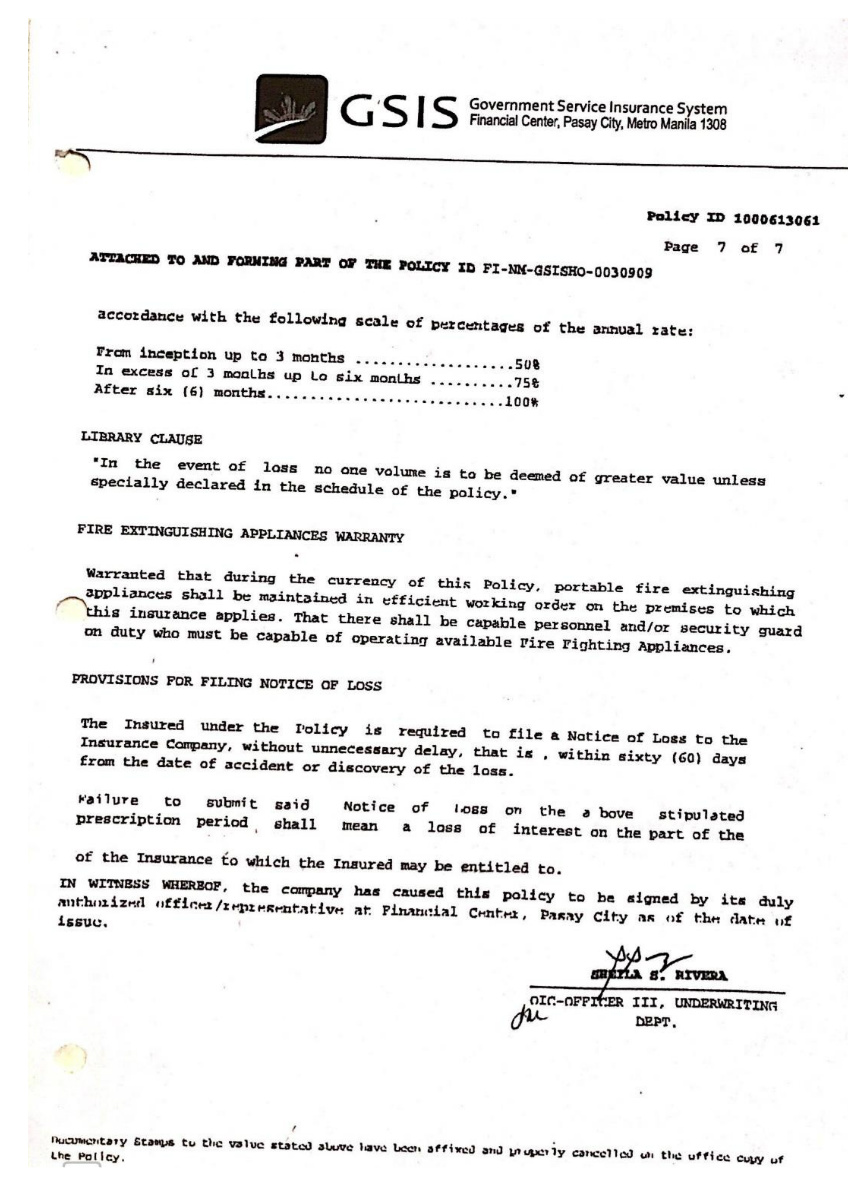 GSIS Government Service Insurance System
Financial Center, Pasay City, Metro Manila 1308
Policy ID 1000613061
Page 7 of 7
ATTACHED TO AND FORMING PART OF THE POLICY ID FI-NM-GSISHO-0030909
accordance with the following scale of percentages of the annual rate:
From inception up to 3 months ...................50%
In excess of 3 months up to six months ..........75%
After six (6) months............................100%
LIBRARY CLAUSE
"In the event of loss no one volume is to be deemed of greater value unless
specially declared in the schedule of the policy."
FIRE EXTINGUISHING APPLIANCES WARRANTY
Warranted that during the currency of this Policy, portable fire extinguishing
appliances shall be maintained in efficient working order on the premises to which
this insurance applies. That there shall be capable personnel and/or security guard
on duty who must be capable of operating available Fire Fighting Appliances.
PROVISIONS FOR FILING NOTICE OF LOSS
The Insured under the Policy is required to file a Notice of Loss to the
Insurance Company, without unnecessary delay, that is , within sixty (60) days
from the date of accident or discovery of the loss.
Failure to submit said Notice of Loss on the a bove stipulated
prescription period , shall mean a loss of interest on the part of the
of the Insurance to which the Insured may be entitled to.
IN WITNESS WHEREOF, the company has caused this policy to be signed by its duly
authorized officer/representative at Financial Center, Pasay City as of the date of
issue.
SHEILA S. RIVERA
OIC-OFFICER III, UNDERWRITING
DEPT.
Documentary Stamps to the value stated above have been affixed and properly cancelled on the office copy of
the Policy.